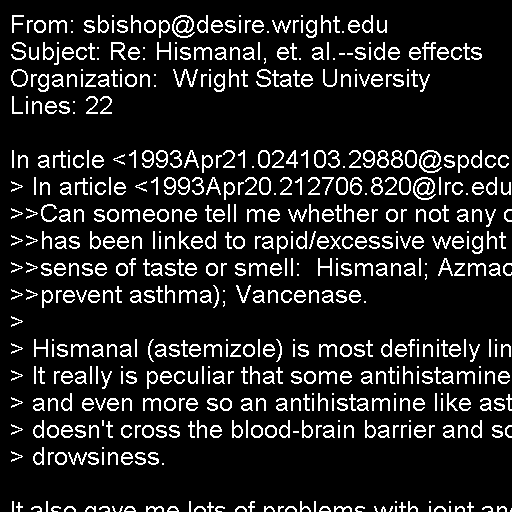 From: sbishop@desire.wright.edu
Subject: Re: Hismanal, et. al.--side effects
Organization:  Wright State University
Lines: 22

In article <1993Apr21.024103.29880@spdcc
> In article <1993Apr20.212706.820@lrc.edu
>>Can someone tell me whether or not any
>>has been linked to rapid/excessive weight
>>sense of taste or smell:  Hismanal; Azmac
>>prevent asthma); Vancenase.
>
> Hismanal (astemizole) is most definitely lin
> It really is peculiar that some antihistamine
> and even more so an antihistamine like ast
> doesn't cross the blood-brain barrier and so
> drowsiness.

It also gave me lots of problems with joint and